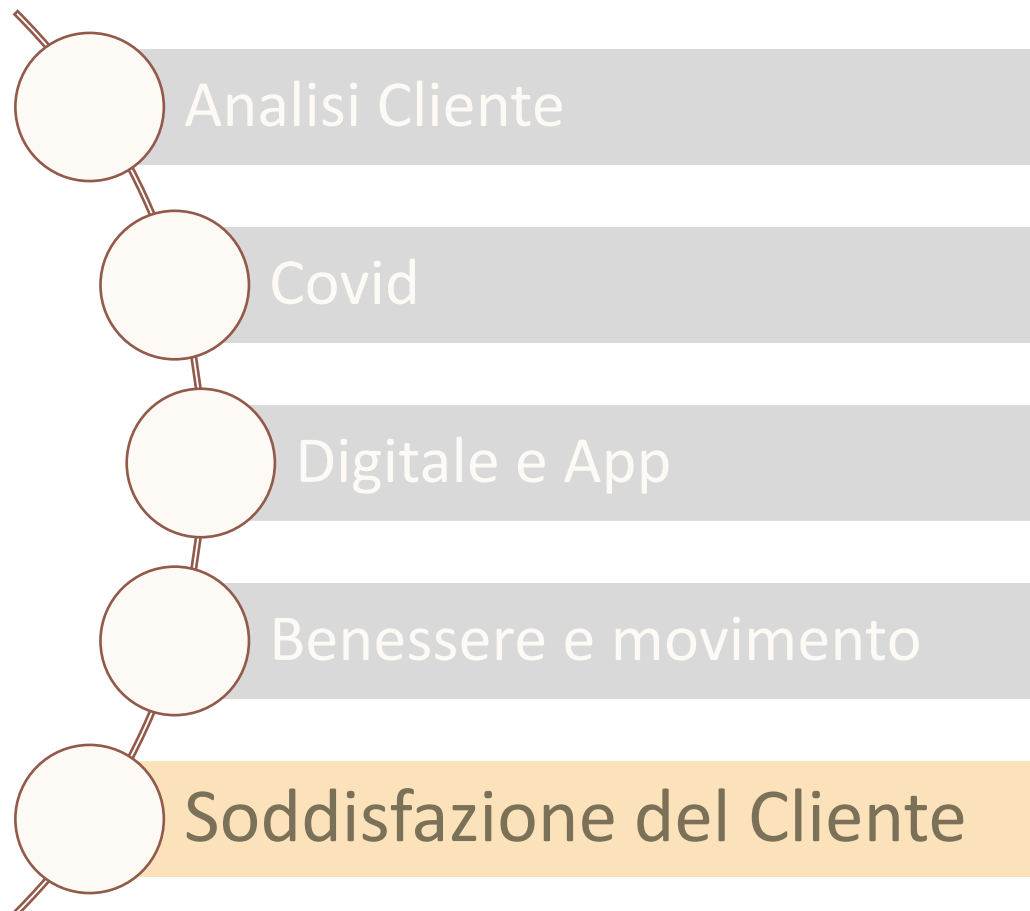 Analisi Cliente
Covid
Digitale e App
Benessere e movimento
Soddisfazione del Cliente